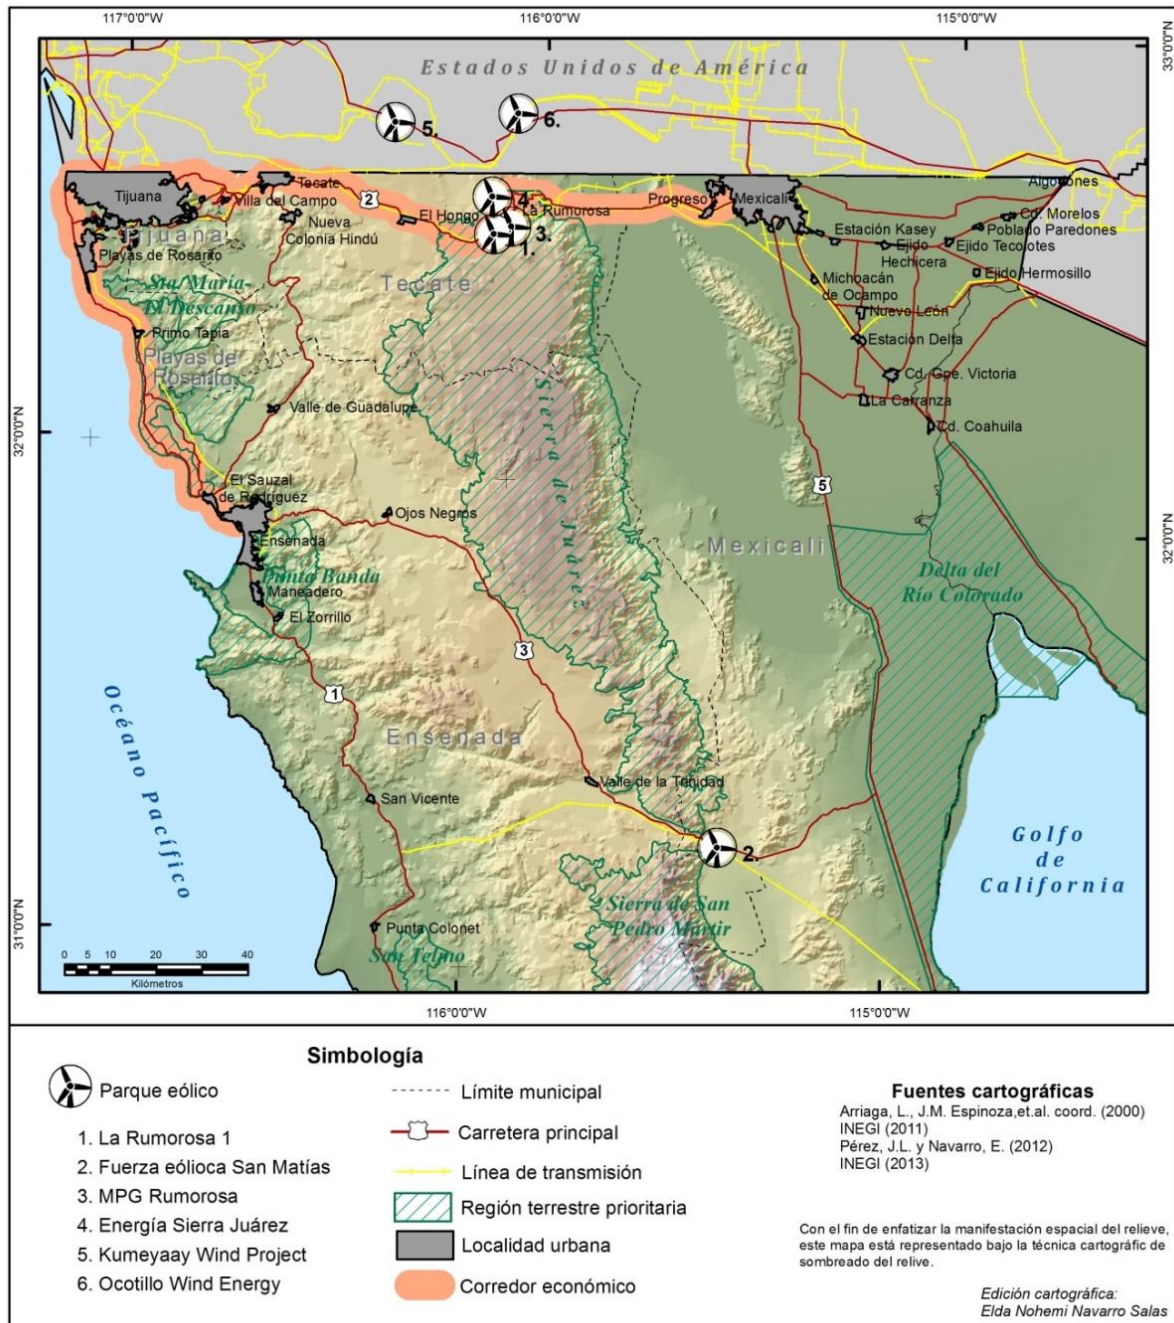 117°0'0"W
116°0'0"W
115°0'0"W
33°0'0"N
Estados Unidos de América
5.
6.
Tijuana
Tecate
Villa del Campo
2
Nueva
Colonia Hindú
El Hongo
4.
La Rumorosa
3.
1.
Progreso
Mexicali
Algodones
Cd. Morelos
Poblado Paredones
Estación Kasey
Ejido
Hechicera
Ejido Tecolotes
Ejido Hermosillo
Michoacán
de Ocampo
Nuevo León
Estación Delta
Cd. Gpe. Victoria
La Carranza
Cd. Coahuila
Tijuana
Playas de Rosarito
Tecate
Sta. María-
El Descanso
Primo Tapia
Playas de
Rosarito
Valle de Guadalupe
32°0'0"N
El Sauzal
de Rodríguez
Ensenada
Ojos Negros
Sierra de Juárez
5
Mexicali
32°0'0"N
Punta Banda
Maneadero
El Zorrillo
Delta del
Río Colorado
3
1
Océano Pacífico
Ensenada
Valle de la Trinidad
San Vicente
2.
Golfo
de
California
Sierra de San
Pedro Mártir
31°0'0"N
Punta Colonet
San Telmo
0 5 10 20 30 40
Kilómetros
116°0'0"W
115°0'0"W
Simbología
Parque eólico
1. La Rumorosa 1
2. Fuerza eólioca San Matías
3. MPG Rumorosa
4. Energía Sierra Juárez
5. Kumeyaay Wind Project
6. Ocotillo Wind Energy
Límite municipal
Carretera principal
Línea de transmisión
Región terrestre prioritaria
Localidad urbana
Corredor económico
Fuentes cartográficas
Arriaga, L., J.M. Espinoza,et.al. coord. (2000)
INEGI (2011)
Pérez, J.L. y Navarro, E. (2012)
INEGI (2013)
Con el fin de enfatizar la manifestación espacial del relieve,
este mapa está representado bajo la técnica cartográfic de
sombreado del relive.
Edición cartográfica:
Elda Nohemi Navarro Salas